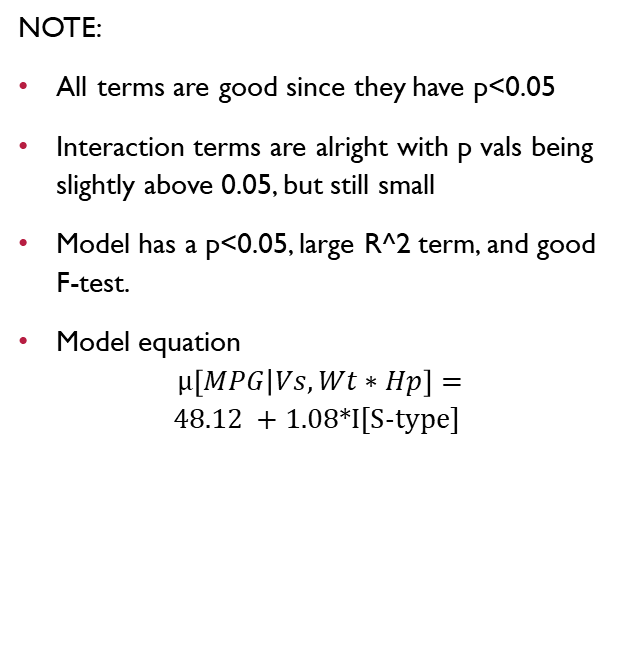 NOTE:
• All terms are good since they have p<0.05
• Interaction terms are alright with p vals being
slightly above 0.05, but still small
• Model has a p<0.05, large R^2 term, and good
F-test.
• Model equation
μ[MPG|Vs, Wt ∗ Hp] =
48.12 + 1.08*I[S-type]